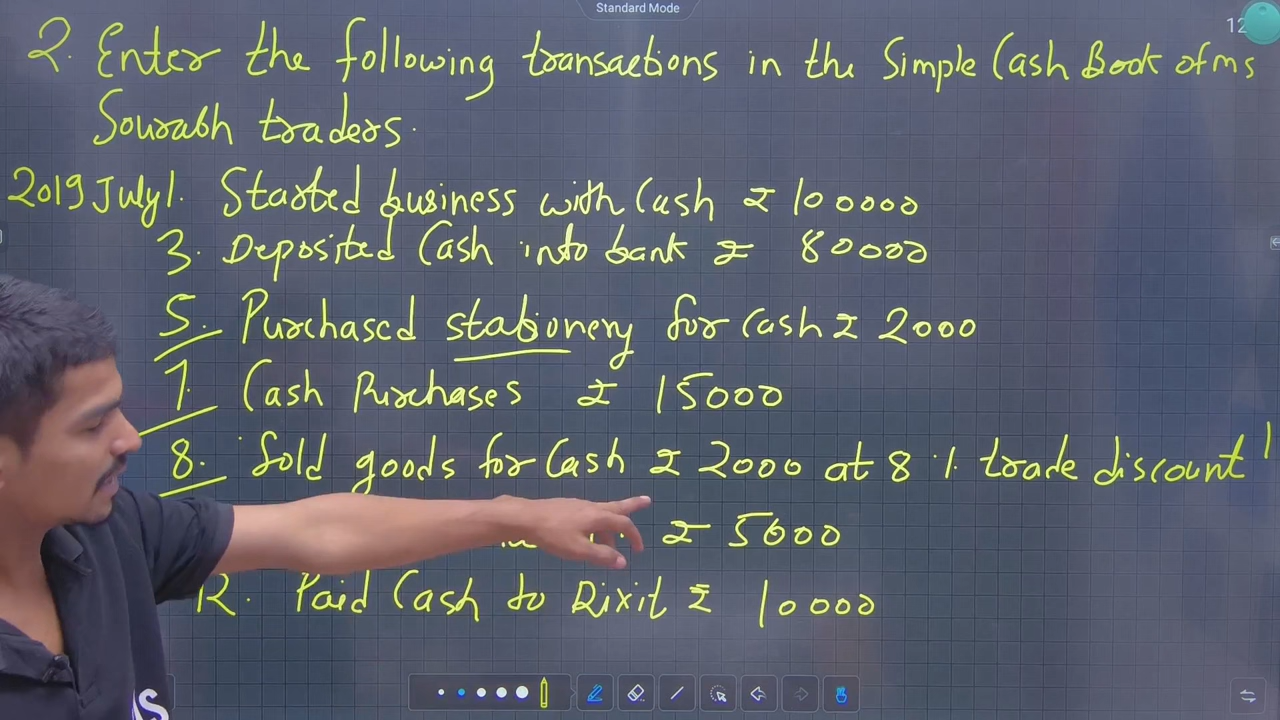 Standard Mode
12
2. Enter the following transactions in the Simple Cash Book of ms
Sourabh traders.
2019 July 1. Started business with Cash ₹ 100000
3. Deposited Cash into bank ₹ 80000
5. Purchased stationery for Cash ₹ 2000
7. Cash Purchases ₹ 15000
8. Sold goods for Cash ₹ 2000 at 8 % trade discount
₹ 5000
12. Paid Cash to Dixit ₹ 10000
S